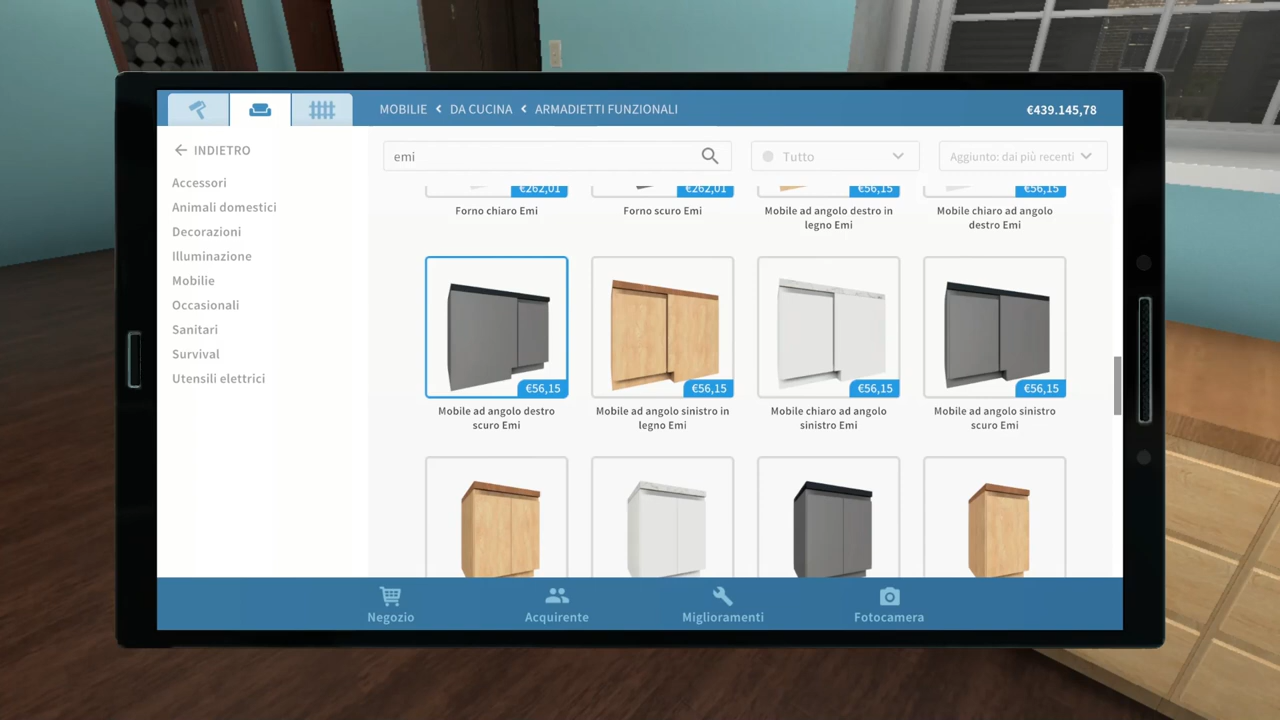 MOBILIE < DA CUCINA < ARMADIETTI FUNZIONALI
€439.145,78
INDIETRO
Accessori
Animali domestici
Decorazioni
Illuminazione
Mobilie
Occasionali
Sanitari
Survival
Utensili elettrici
emi
Tutto
Aggiunto: dai più recenti
€262,01
€262,01
€56,15
€56,15
Forno chiaro Emi
Forno scuro Emi
Mobile ad angolo destro in
legno Emi
Mobile chiaro ad angolo
destro Emi
€56,15
€56,15
€56,15
€56,15
Mobile ad angolo destro
scuro Emi
Mobile ad angolo sinistro in
legno Emi
Mobile chiaro ad angolo
sinistro Emi
Mobile ad angolo sinistro
scuro Emi
Negozio
Acquirente
Miglioramenti
Fotocamera